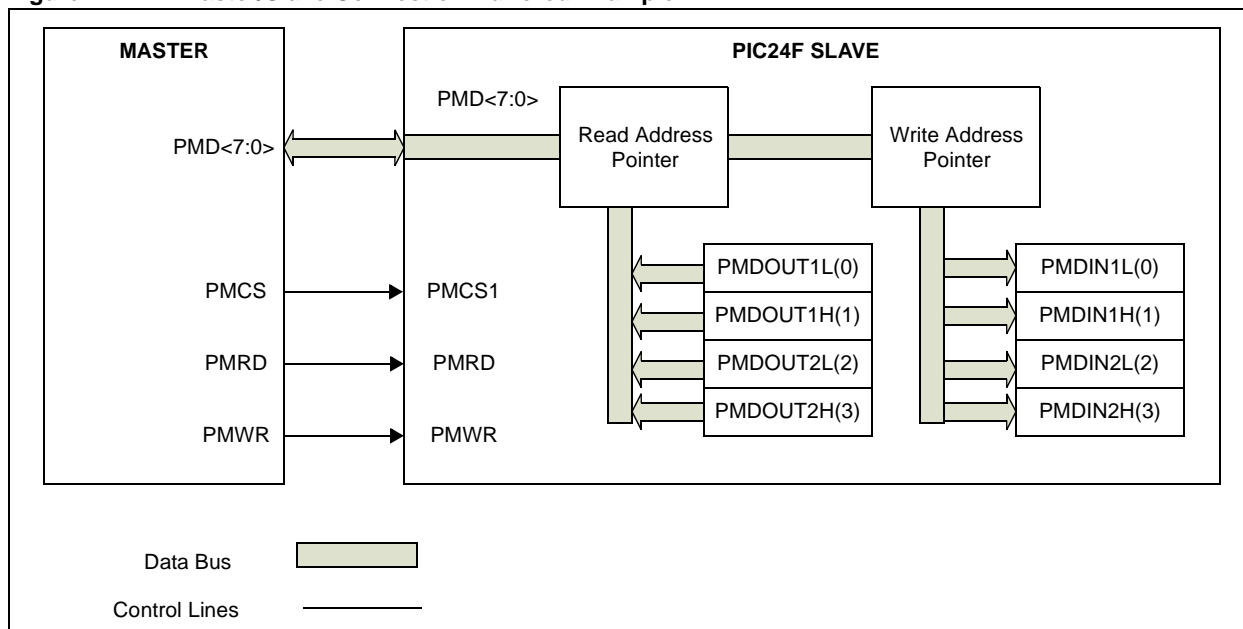 MASTER
PIC24F SLAVE
PMD<7:0>
PMD<7:0>
Read Address
Pointer
Write Address
Pointer
PMDOUT1L(0)
PMDOUT1H(1)
PMDOUT2L(2)
PMDOUT2H(3)
PMDIN1L(0)
PMDIN1H(1)
PMDIN2L(2)
PMDIN2H(3)
PMCS
PMCS1
PMRD
PMRD
PMWR
PMWR
Data Bus
Control Lines